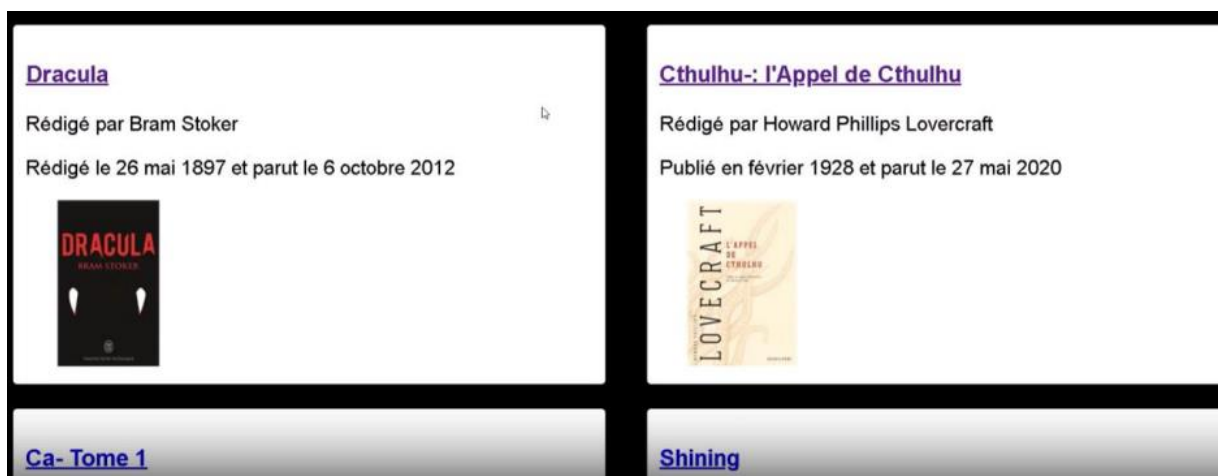 Dracula
Rédigé par Bram Stoker
Rédigé le 26 mai 1897 et parut le 6 octobre 2012
DRACULA
BRAM STOKER
Cthulhu-: l'Appel de Cthulhu
Rédigé par Howard Phillips Lovercraft
Publié en février 1928 et parut le 27 mai 2020
LOVECRAFT
L'APPEL
DE
CTHULHU
Ca- Tome 1
Shining